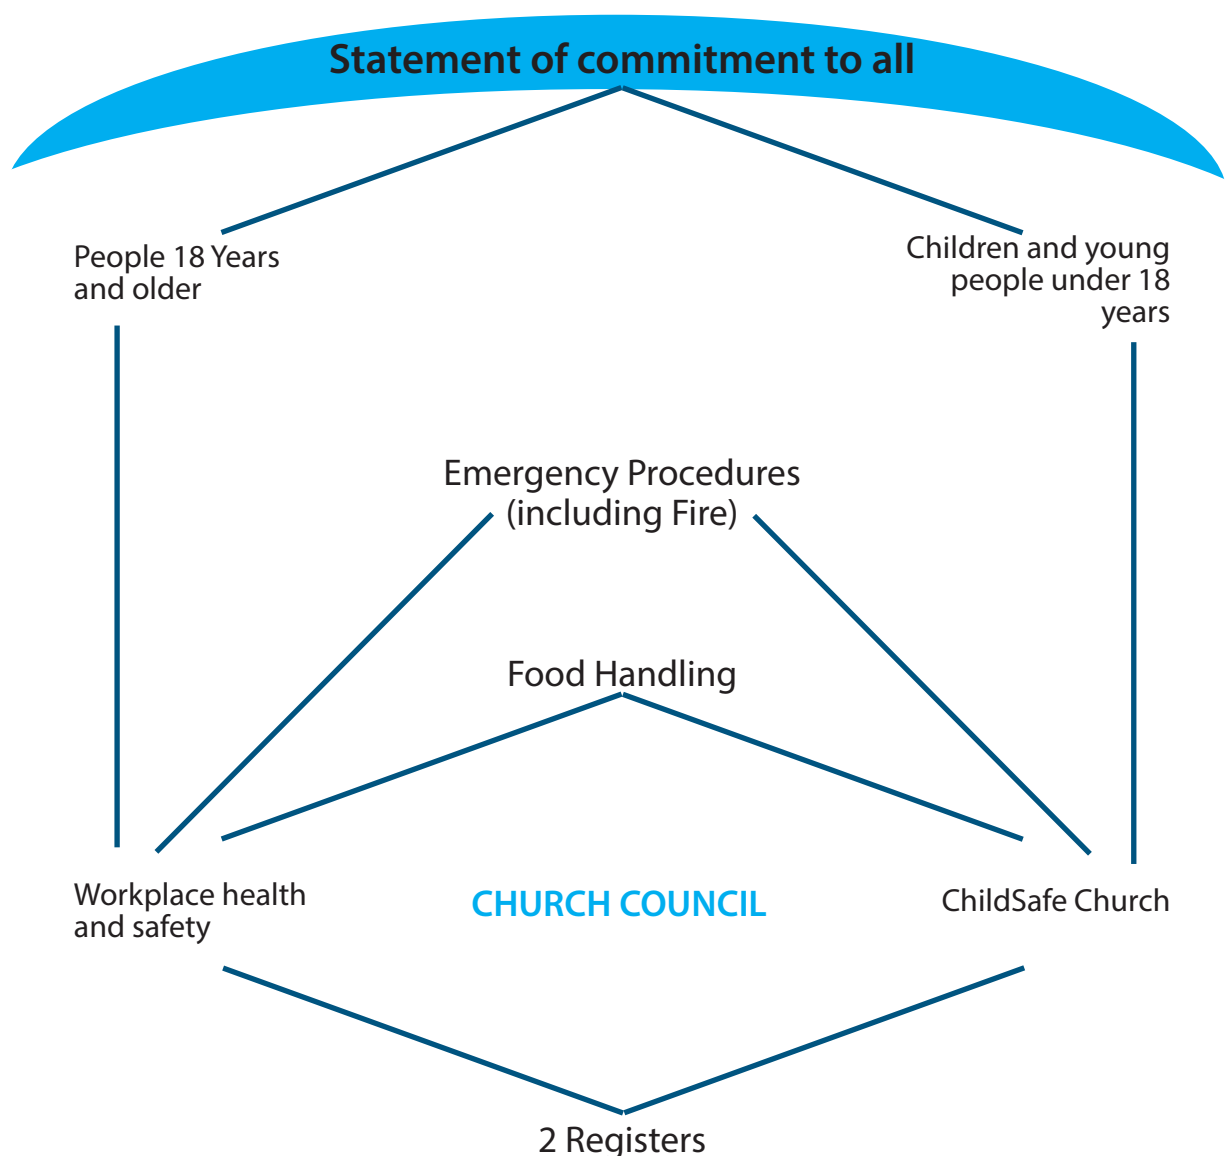 Statement of commitment to all
People 18 Years
and older
Children and young
people under 18
years
Emergency Procedures
(including Fire)
Food Handling
Workplace health
and safety
CHURCH COUNCIL
ChildSafe Church
2 Registers